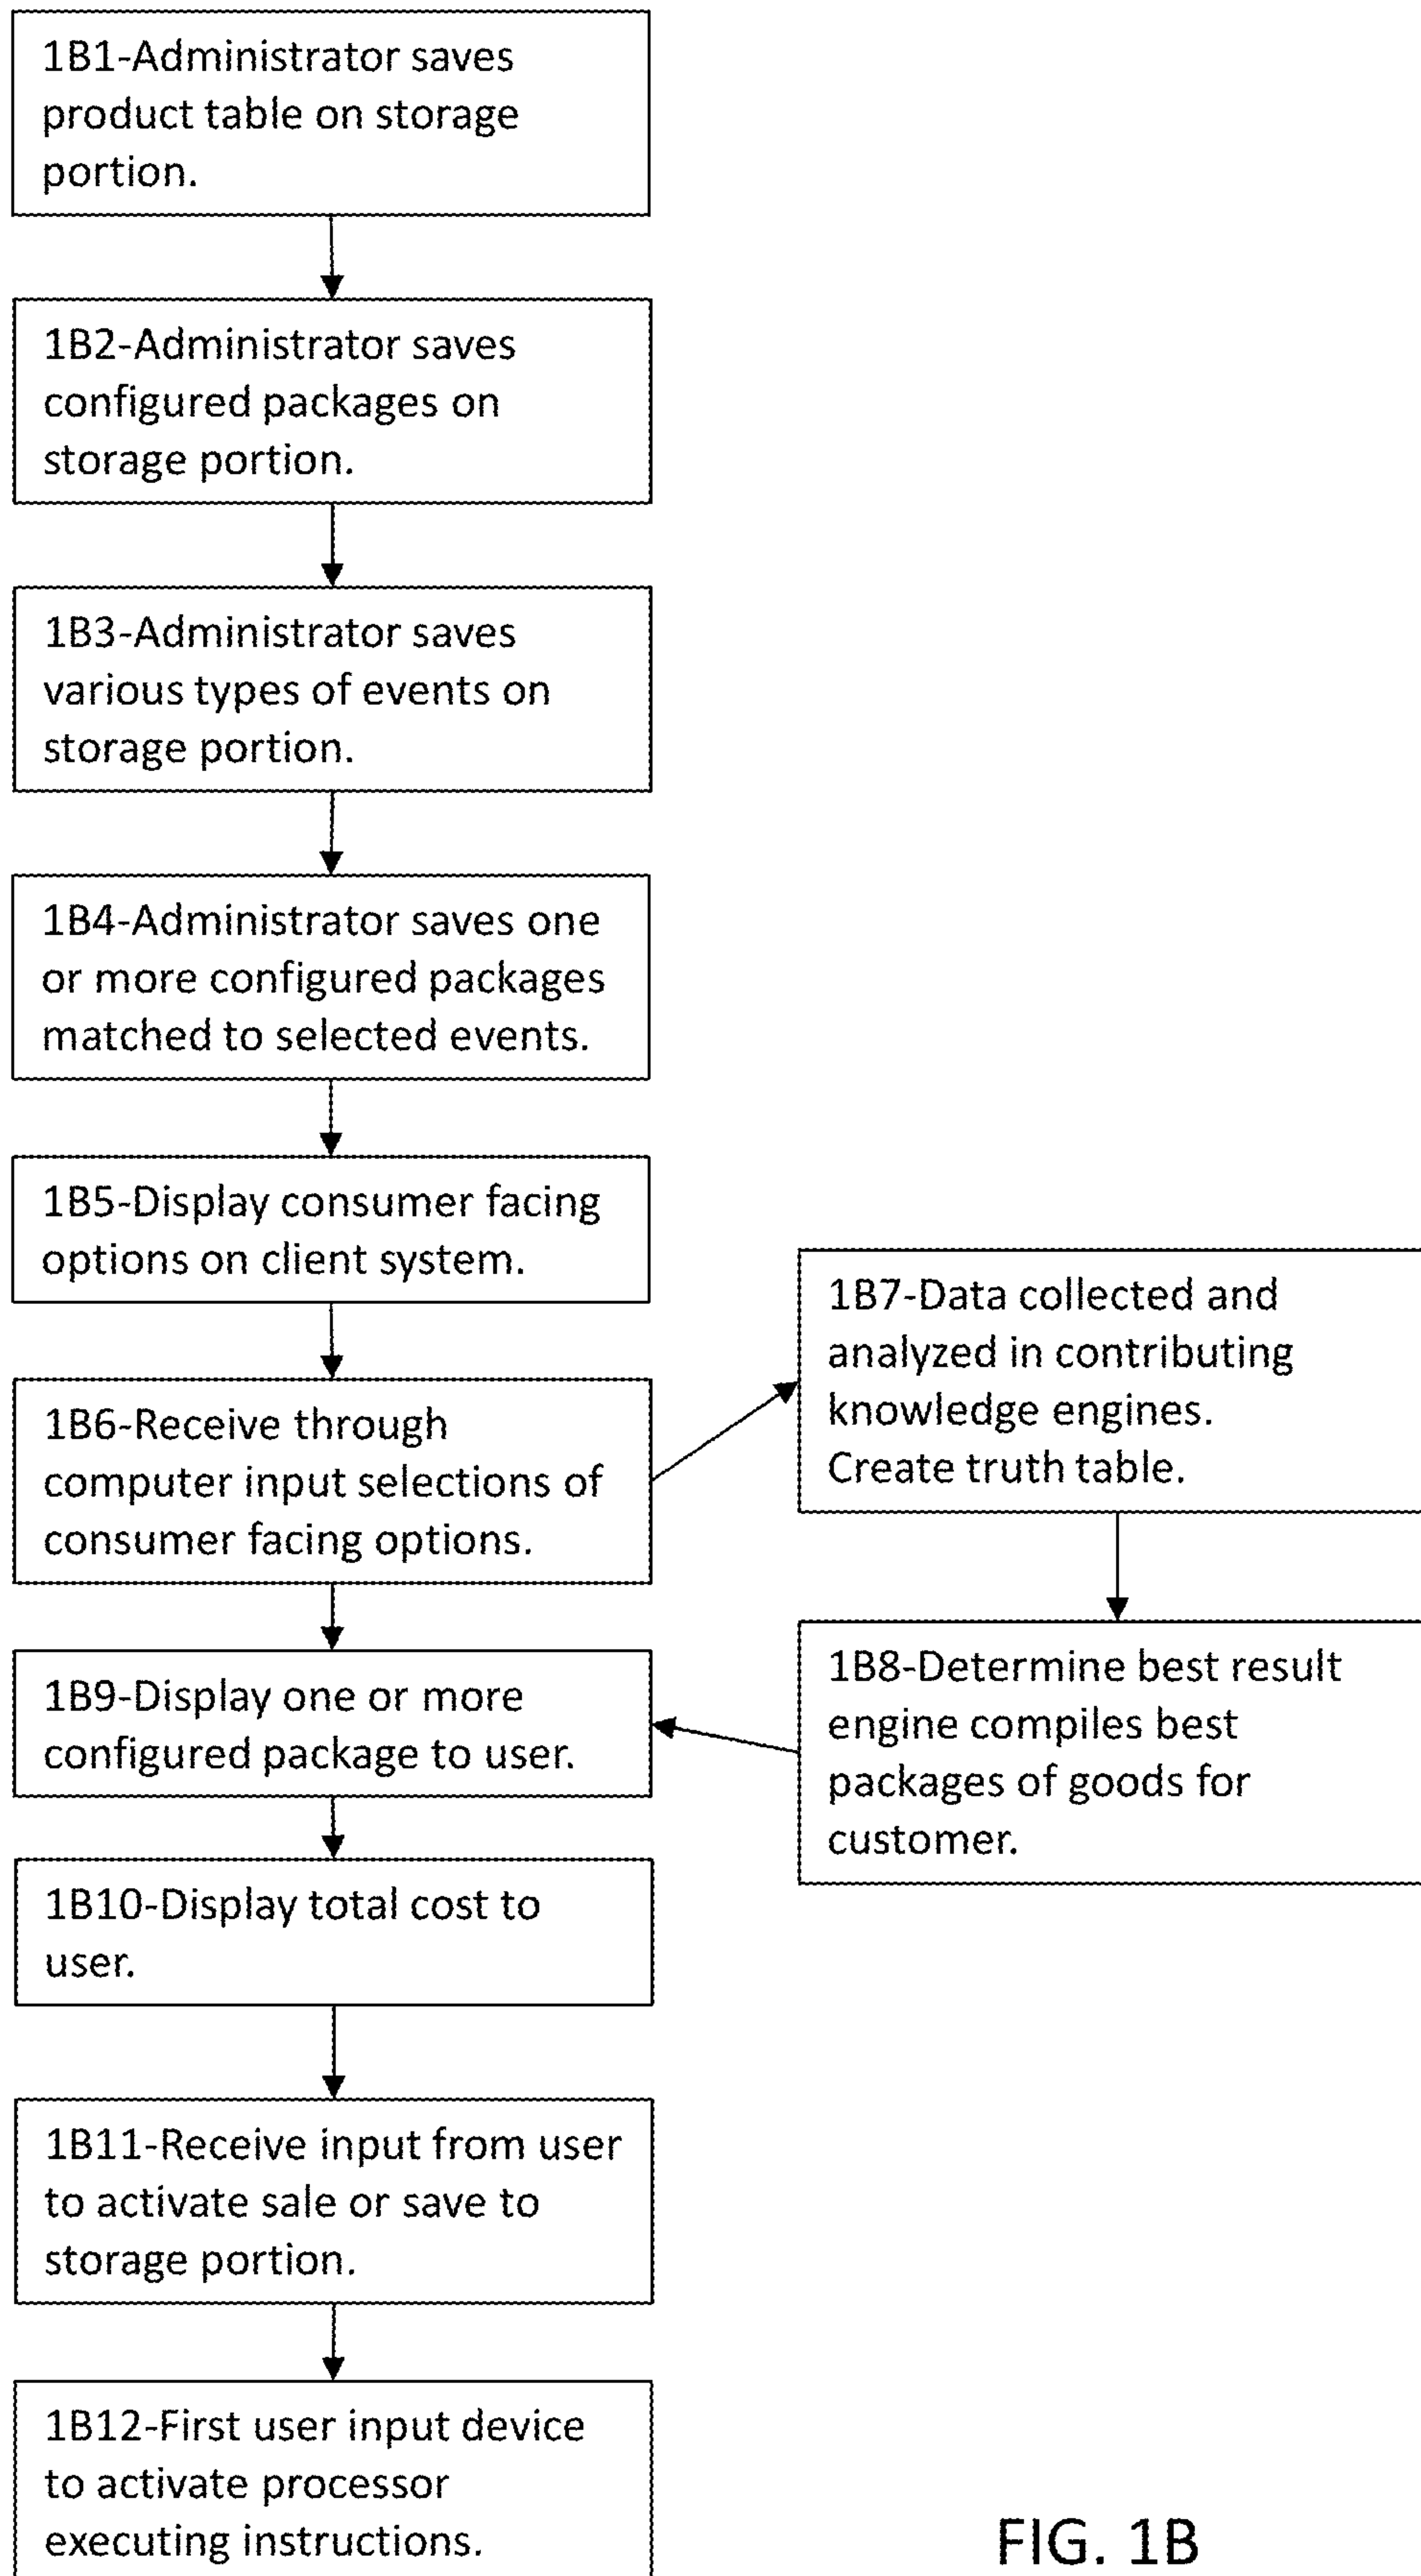 1B1-Administrator saves
product table on storage
portion.
1B2-Administrator saves
configured packages on
storage portion.
1B3-Administrator saves
various types of events on
storage portion.
1B4-Administrator saves one
or more configured packages
matched to selected events.
1B5-Display consumer facing
options on client system.
1B6-Receive through
computer input selections of
consumer facing options.
1B7-Data collected and
analyzed in contributing
knowledge engines.
Create truth table.
1B8-Determine best result
engine compiles best
packages of goods for
customer.
1B9-Display one or more
configured package to user.
1B10-Display total cost to
user.
1B11-Receive input from user
to activate sale or save to
storage portion.
1B12-First user input device
to activate processor
executing instructions.
FIG. 1B